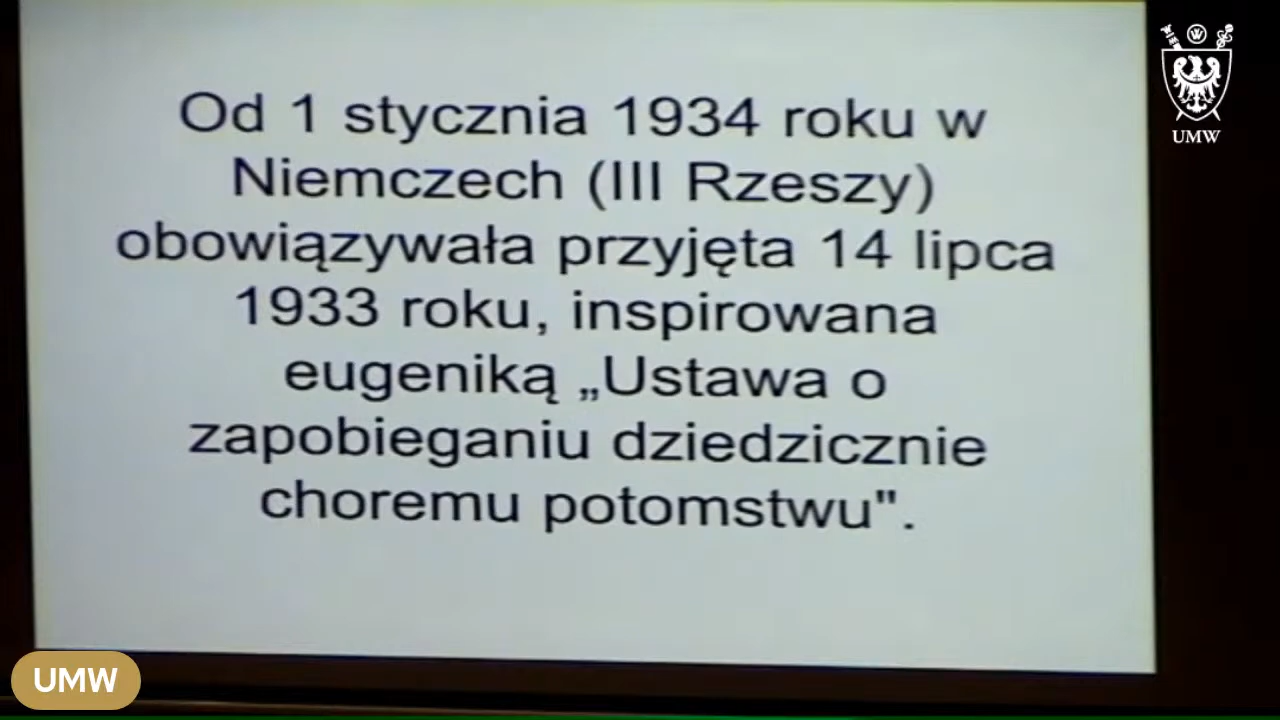 Od 1 stycznia 1934 roku w
Niemczech (III Rzeszy)
obowiązywała przyjęta 14 lipca
1933 roku, inspirowana
eugeniką „Ustawa o
zapobieganiu dziedzicznie
choremu potomstwu".
W
UMW
UMW